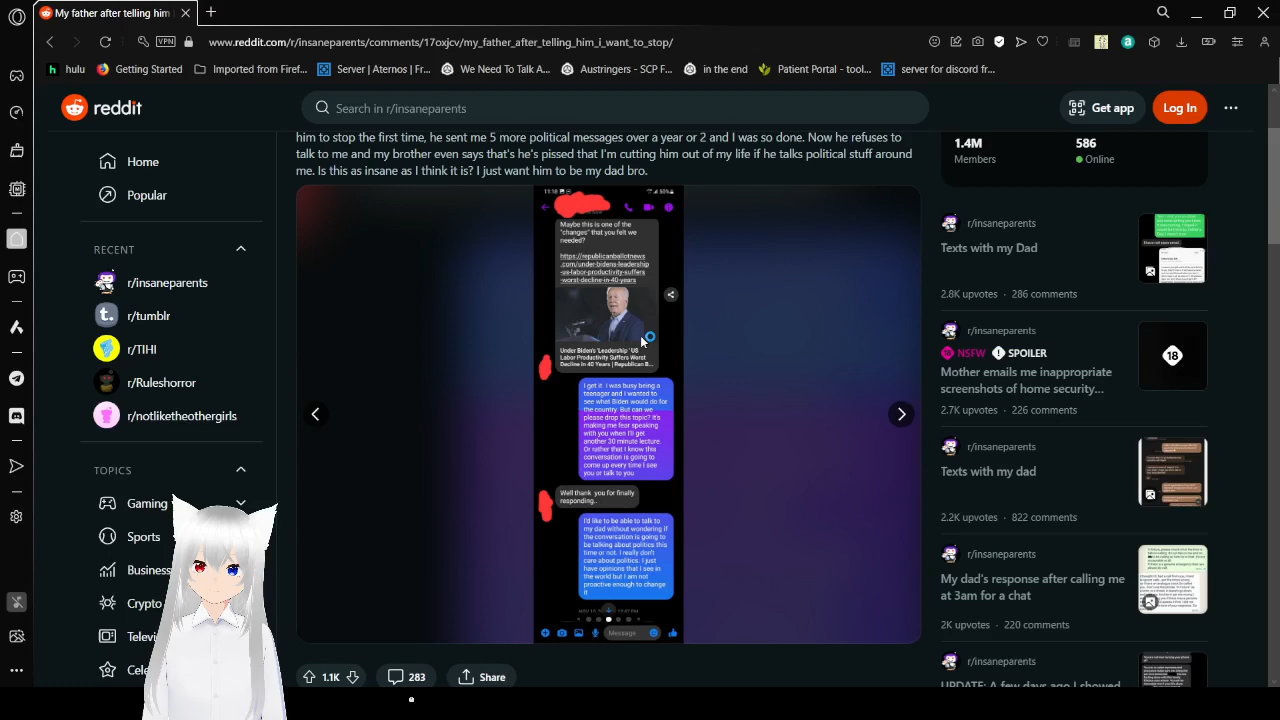 My father after telling him
VPN
www.reddit.com/r/insaneparents/comments/17oxjcv/my_father_after_telling_him_i_want_to_stop/
hulu
Getting Started
Imported from Firef...
Server | Aternos | Fr...
We Used To Talk A...
Austringers - SCP F...
in the end
Patient Portal - tool...
server for discord fr...
reddit
Search in r/insaneparents
Get app
Log In
Home
Popular
RECENT
r/insaneparents
r/tumblr
r/TIHI
r/Ruleshorror
r/notliketheothergirls
TOPICS
Gaming
Sports
Business
Crypto
Telev
Cele
him to stop the first time, he sent me 5 more political messages over a year or 2 and I was so done. Now he refuses
to talk to me and my brother even says that's he's pissed that I'm cutting him out of my life if he talks political stuff around
me. Is this as insane as I think it is? I just want him to be my dad bro.
11:18
50%
Maybe this is one of the
"changes" that you felt we
needed?
https://republicanballotnews
.com/under-bidens-leadership
-us-labor-productivity-suffers
-worst-decline-in-40-years
Under Biden's 'Leadership' US
Labor Productivity Suffers Worst
Decline In 40 Years | Republican B...
I get it. I was busy being a
teenager and I wanted to
see what Biden would do for
the country. But can we
please drop this topic? It's
making me fear speaking
with you when I'll get
another 30 minute lecture.
Or rather that I know this
conversation is going to
come up every time I see
you or talk to you
Well thank you for finally
responding..
I'd like to be able to talk to
my dad without wondering if
the conversation is going to
be talking about politics this
time or not. I really don't
care about politics. I just
have opinions that I see in
the world but I am not
proactive enough to change
it
Message
1.4M
Members
586
Online
r/insaneparents
Texts with my Dad
2.8K upvotes · 286 comments
r/insaneparents
NSFW
SPOILER
18
Mother emails me inappropriate
screenshots of home security...
2.7K upvotes · 226 comments
r/insaneparents
Texts with my dad
2.2K upvotes · 822 comments
r/insaneparents
My dad's response after calling me
at 3am for a chat
2K upvotes · 220 comments
r/insaneparents
UPDATE: A few days ago I showed